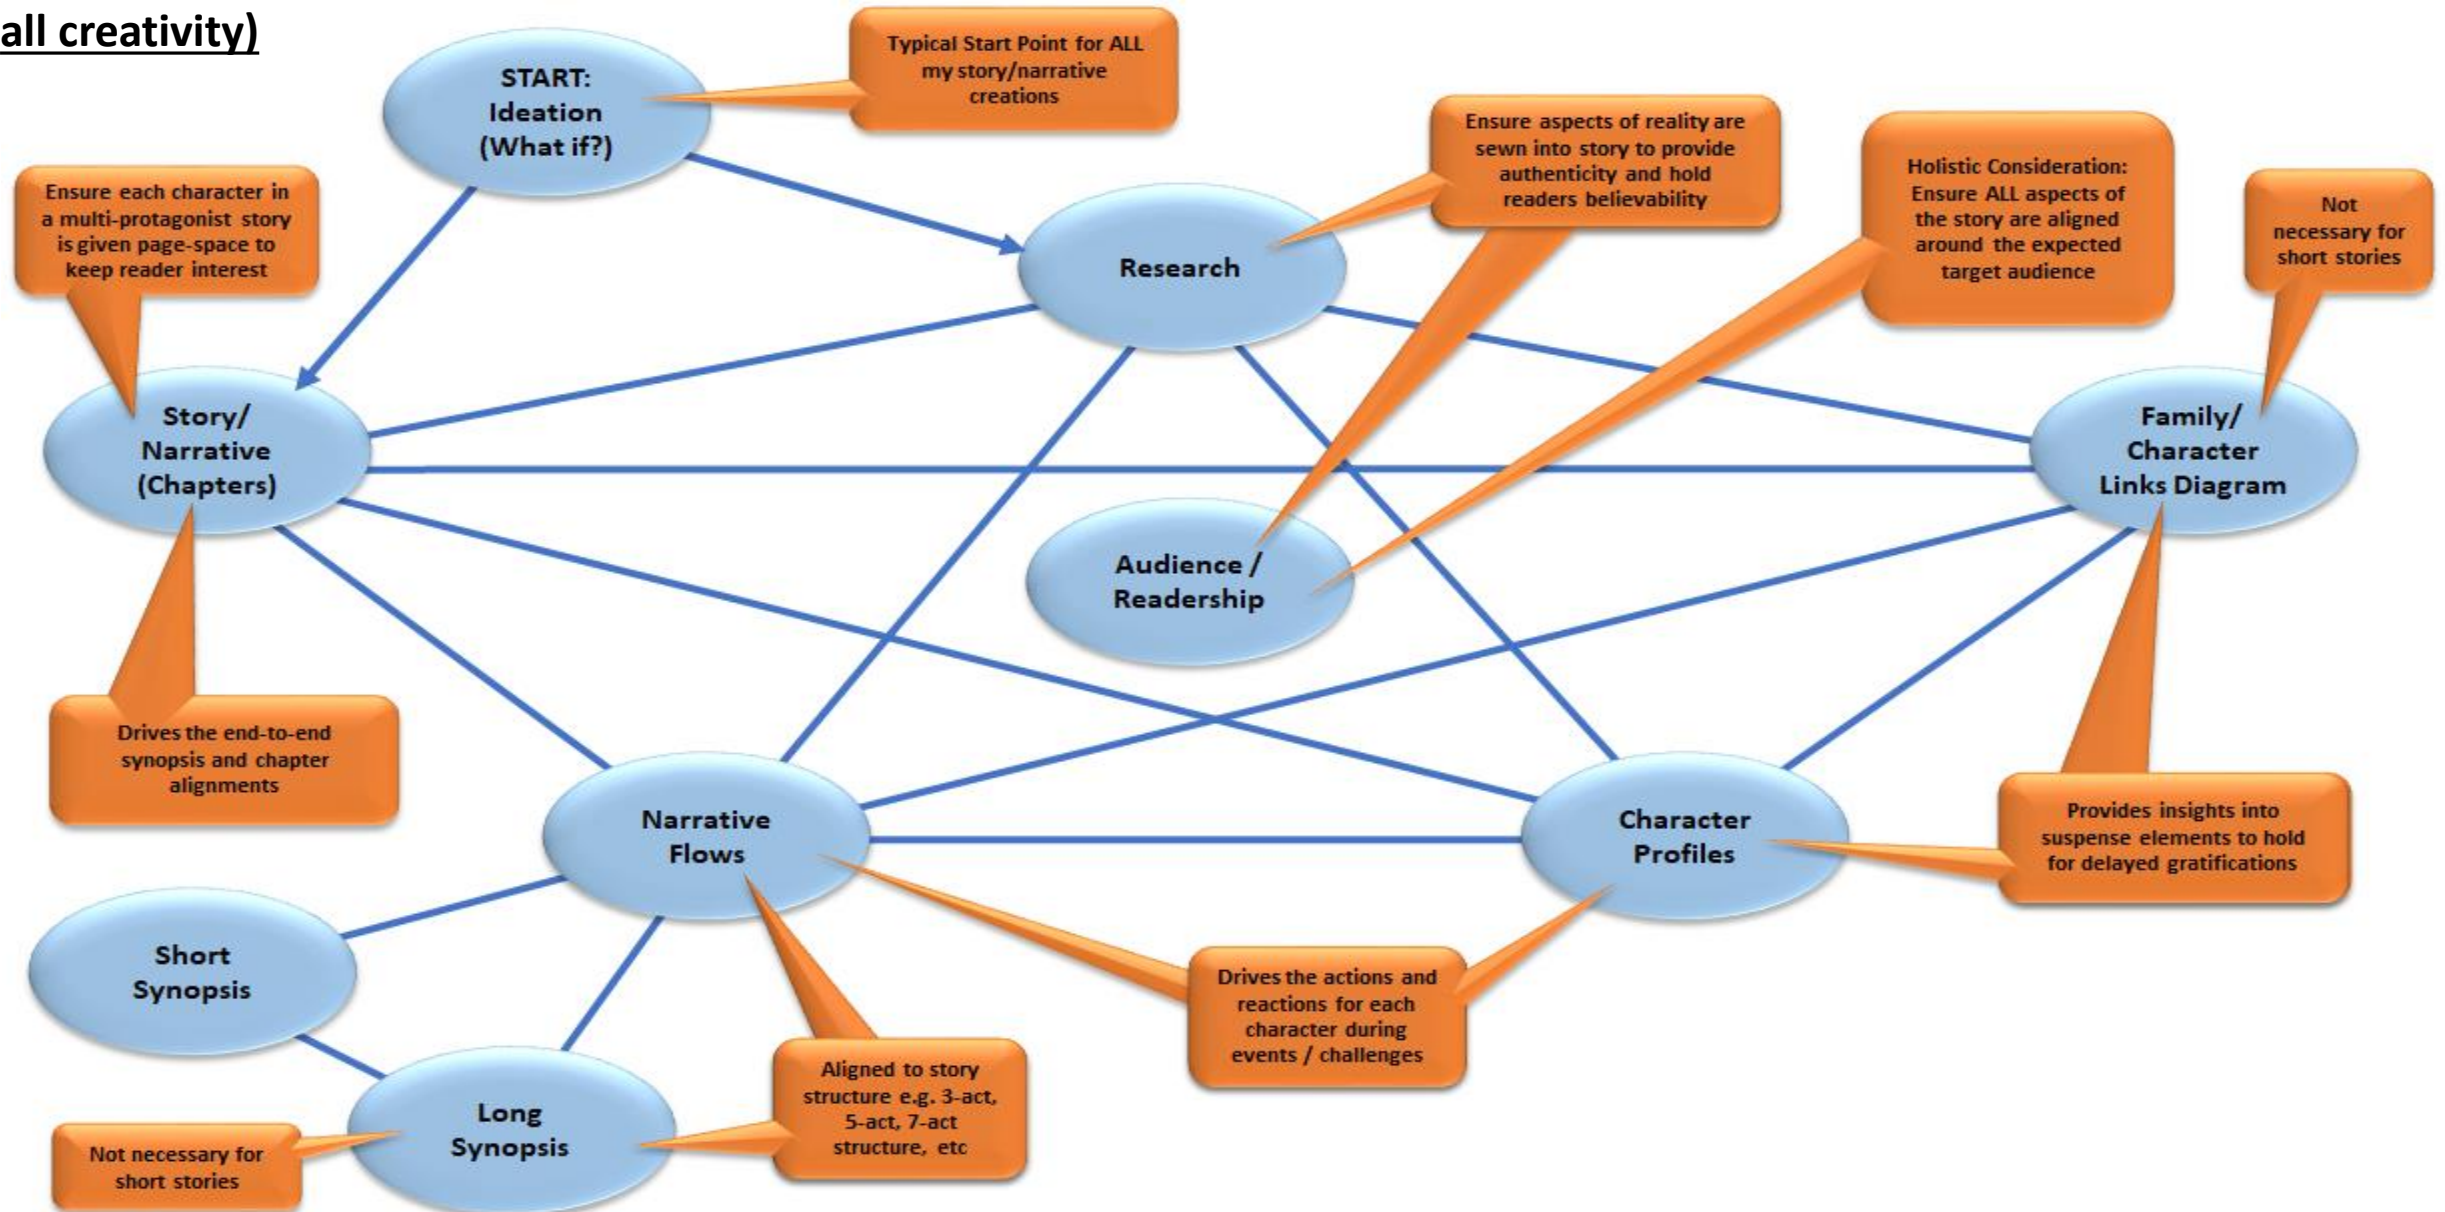 all creativity)
START:
Ideation
(What if?)
Typical Start Point for ALL
my story/narrative
creations
Ensure aspects of reality are
sewn into story to provide
authenticity and hold
readers believability
Holistic Consideration:
Ensure ALL aspects of
the story are aligned
around the expected
target audience
Not
necessary for
short stories
Ensure each character in
a multi-protagonist story
is given page-space to
keep reader interest
Research
Story/
Narrative
(Chapters)
Family/
Character
Links Diagram
Audience /
Readership
Drives the end-to-end
synopsis and chapter
alignments
Narrative
Flows
Character
Profiles
Provides insights into
suspense elements to hold
for delayed gratifications
Short
Synopsis
Drives the actions and
reactions for each
character during
events / challenges
Aligned to story
structure e.g. 3-act,
5-act, 7-act
structure, etc
Long
Synopsis
Not necessary for
short stories